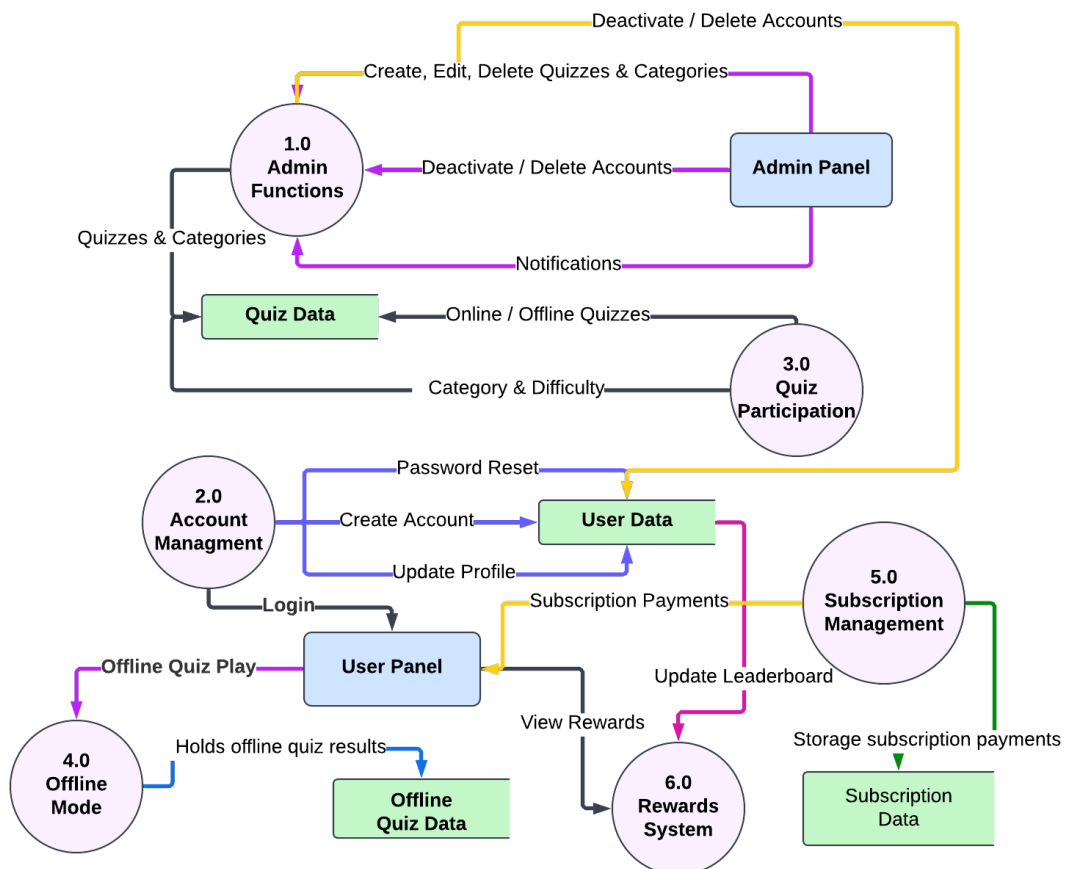 Deactivate / Delete Accounts
Create, Edit, Delete Quizzes & Categories
1.0
Admin
Functions
Deactivate / Delete Accounts
Admin Panel
Quizzes & Categories
Notifications
Quiz Data
Online / Offline Quizzes
3.0
Quiz
Participation
Category & Difficulty
Password Reset
2.0
Account
Managment
Create Account
User Data
Update Profile
5.0
Subscription
Management
Login
Subscription Payments
Offline Quiz Play
User Panel
Update Leaderboard
View Rewards
Holds offline quiz results
Storage subscription payments
4.0
Offline
Mode
Offline
Quiz Data
6.0
Rewards
System
Subscription
Data